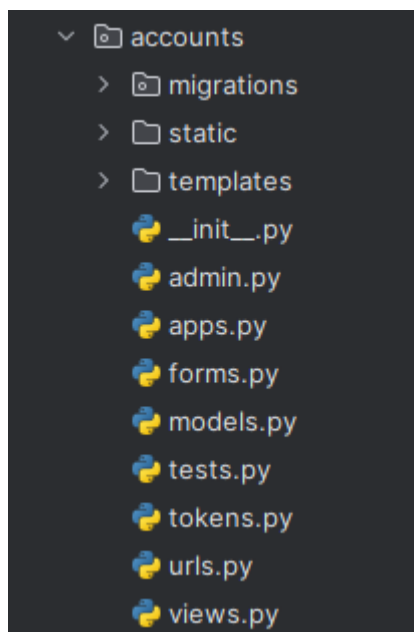 accounts
migrations
static
templates
__init__.py
admin.py
apps.py
forms.py
models.py
tests.py
tokens.py
urls.py
views.py